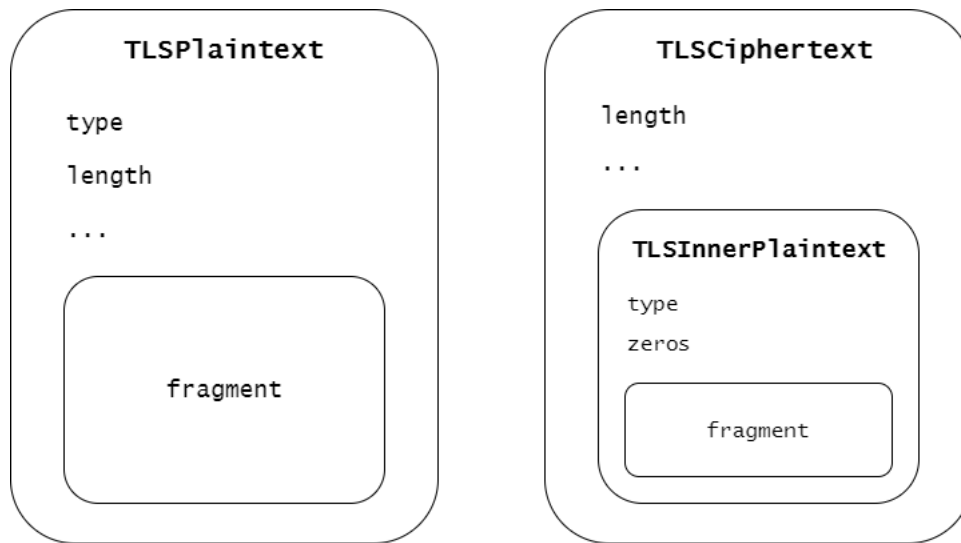 TLSPlaintext
type
length
...
fragment
TLSCiphertext
length
...
TLSInnerPlaintext
type
zeros
fragment